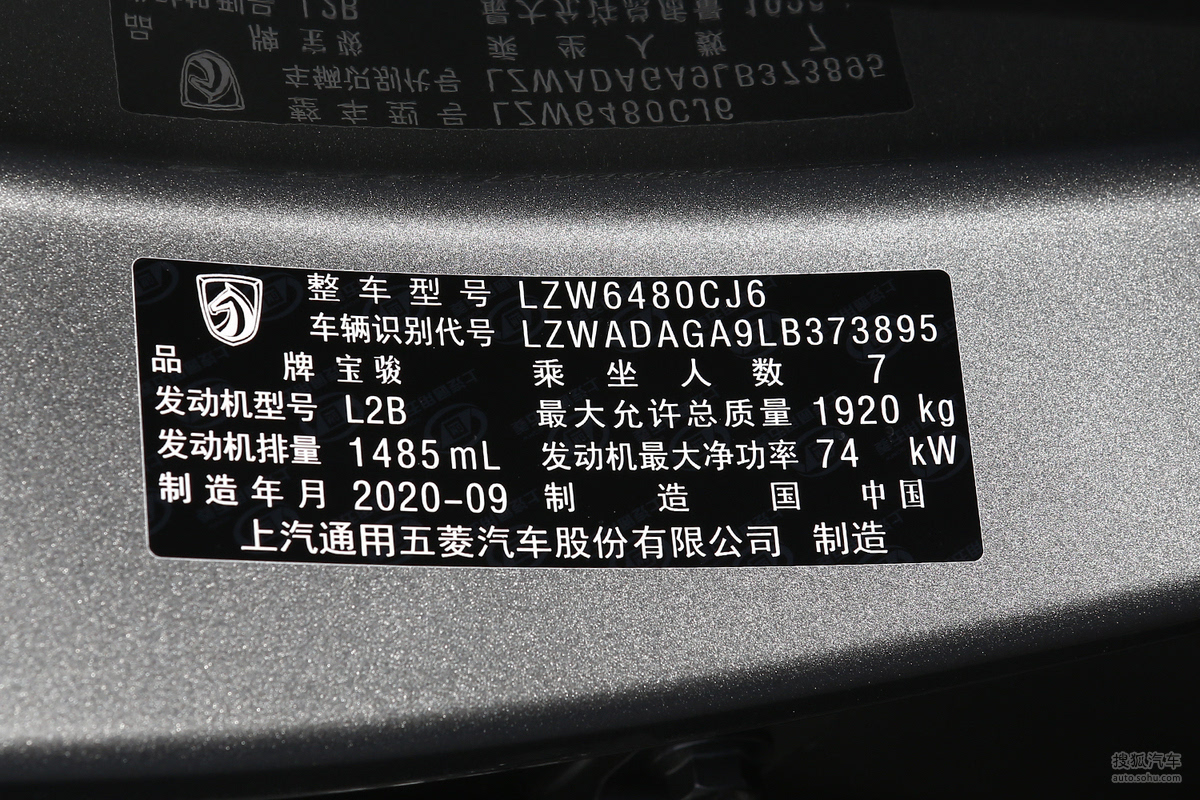 整车型号 LZW6480CJ6
车辆识别代号 LZWADAGA9LB373895
品牌 宝骏 乘坐人数 7
发动机型号 L2B 最大允许总质量 1920 kg
发动机排量 1485 mL 发动机最大净功率 74 kW
制造年月 2020-09 制造国 中国
上汽通用五菱汽车股份有限公司 制造
搜狐汽车
auto.sohu.com